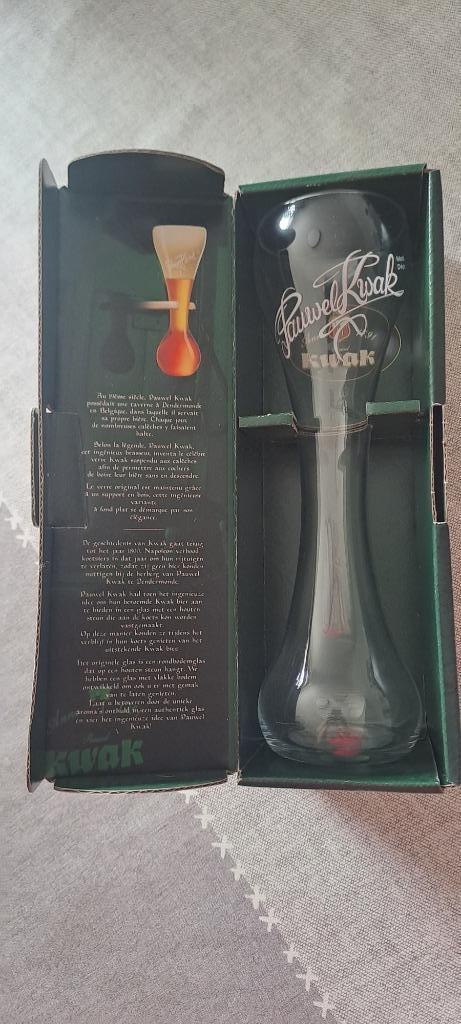 Au 19ème siècle, Pauwel Kwak
possédait une taverne à Dendermonde
en Belgique, dans laquelle il servait
sa propre bière. Chaque jour
de nombreuses calèches y faisaient
halte.
Selon la légende, Pauwel Kwak,
cet ingénieux brasseur, inventa le célèbre
verre Kwak suspendu aux calèches
afin de permettre aux cochers
de boire leur bière sans en descendre.
Le verre original est maintenu grâce
à un support en bois, cette ingénieuse
variante
à fond plat se démarque par son
élégance.
De geschiedenis van Kwak gaat terug
tot het jaar 1800. Napoleon verbood
koetsiers in dat jaar om hun rijtuigen
te verlaten, zodat zij geen bier konden
nuttigen bij de herberg van Pauwel
Kwak te Dendermonde.
Pauwel Kwak had toen het ingenieuze
idee om hun beroemde Kwak bier aan
te bieden in een glas met een houten
steun die aan de koets kon worden
vastgemaakt.
Op deze manier konden ze tijdens het
verblijf in hun koets genieten van het
uitstekende Kwak bier.
Het originele glas is een rondbodemglas
dat op een houten steun hangt. We
hebben een glas met vlakke bodem
ontwikkeld om ook u er met gemak
van te laten genieten.
Laat u betoveren door de unieke
aroma's onthuld in een authentiek glas
en vier het ingenieuze idee van Pauwel
Kwak!
kwak
Pauwel Kwak
kwak